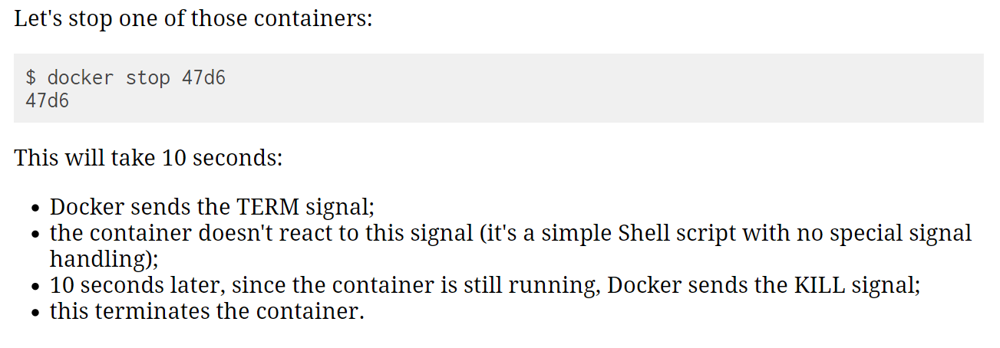 Let's stop one of those containers:
$ docker stop 47d6
47d6
This will take 10 seconds:
• Docker sends the TERM signal;
• the container doesn't react to this signal (it's a simple Shell script with no special signal
handling);
• 10 seconds later, since the container is still running, Docker sends the KILL signal;
• this terminates the container.